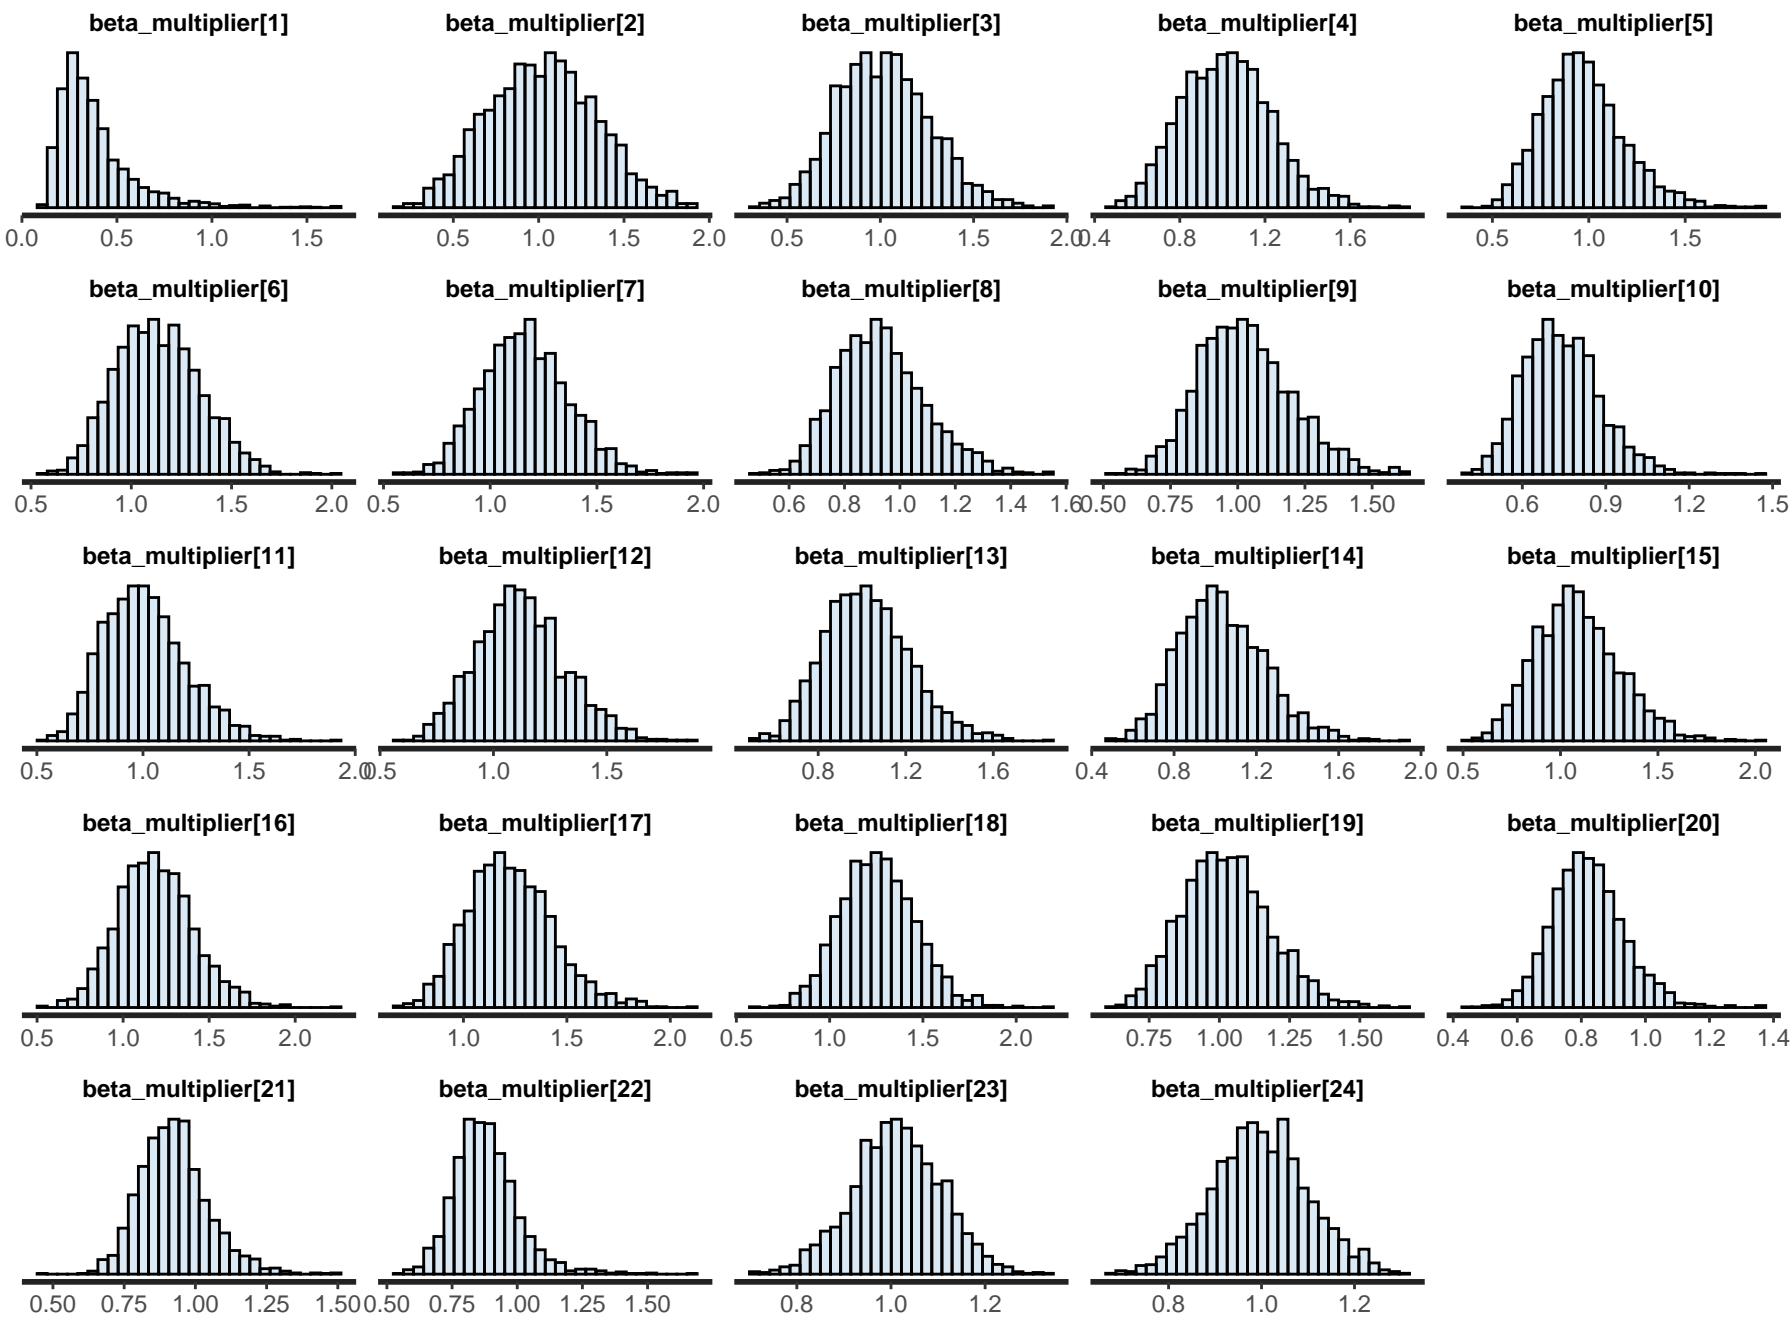 beta_multiplier[1] beta_multiplier[2] beta_multiplier[3] beta_multiplier[4] beta_multiplier[5]
0.0 0.5 1.0 1.5 0.5 1.0 1.5 2.0 0.5 1.0 1.5 2.0 0.4 0.8 1.2 1.6 0.5 1.0 1.5
beta_multiplier[6] beta_multiplier[7] beta_multiplier[8] beta_multiplier[9] beta_multiplier[10]
0.5 1.0 1.5 2.0 0.5 1.0 1.5 2.0 0.6 0.8 1.0 1.2 1.4 1.6 0.50 0.75 1.00 1.25 1.50 0.6 0.9 1.2 1.5
beta_multiplier[11] beta_multiplier[12] beta_multiplier[13] beta_multiplier[14] beta_multiplier[15]
0.5 1.0 1.5 2.0 0.5 1.0 1.5 0.8 1.2 1.6 0.4 0.8 1.2 1.6 2.0 0.5 1.0 1.5 2.0
beta_multiplier[16] beta_multiplier[17] beta_multiplier[18] beta_multiplier[19] beta_multiplier[20]
0.5 1.0 1.5 2.0 1.0 1.5 2.0 0.5 1.0 1.5 2.0 0.75 1.00 1.25 1.50 0.4 0.6 0.8 1.0 1.2 1.4
beta_multiplier[21] beta_multiplier[22] beta_multiplier[23] beta_multiplier[24]
0.50 0.75 1.00 1.25 1.50 0.50 0.75 1.00 1.25 1.50 0.8 1.0 1.2 0.8 1.0 1.2